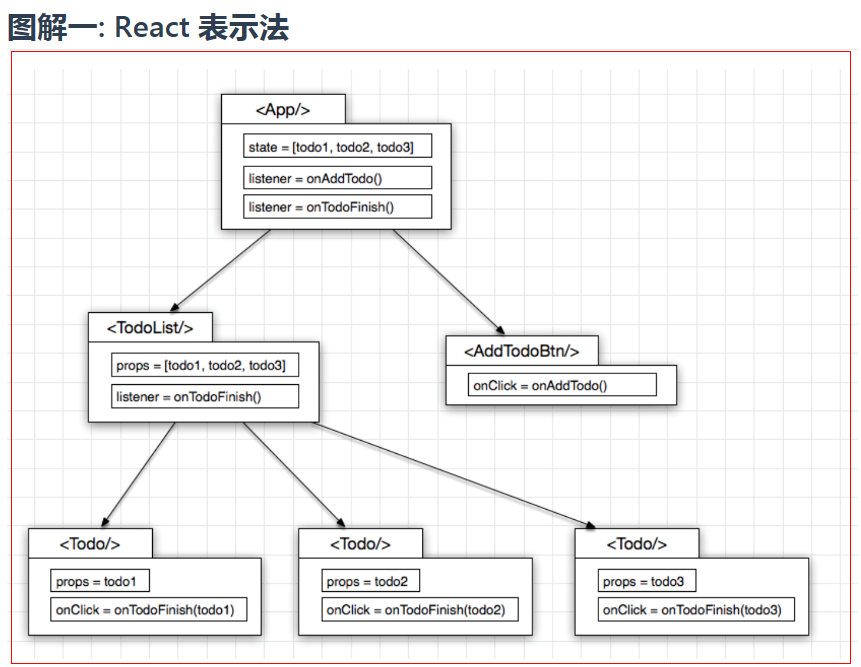 图解一: React 表示法
<App/>
state = [todo1, todo2, todo3]
listener = onAddTodo()
listener = onTodoFinish()
<TodoList/>
props = [todo1, todo2, todo3]
listener = onTodoFinish()
<AddTodoBtn/>
onClick = onAddTodo()
<Todo/>
props = todo1
onClick = onTodoFinish(todo1)
<Todo/>
props = todo2
onClick = onTodoFinish(todo2)
<Todo/>
props = todo3
onClick = onTodoFinish(todo3)